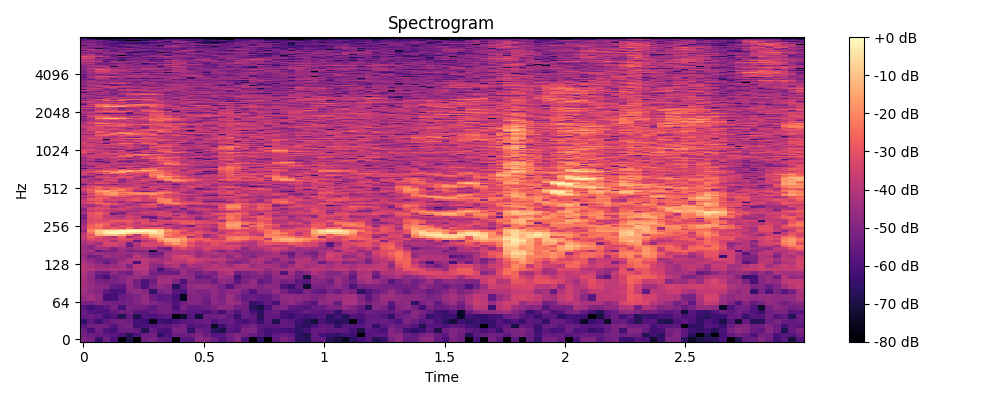 Spectrogram
+0 dB
4096
-10 dB
2048
-20 dB
1024
-30 dB
Hz
512
-40 dB
256
-50 dB
128
-60 dB
64
-70 dB
0
-80 dB
0 0.5 1 1.5 2 2.5
Time